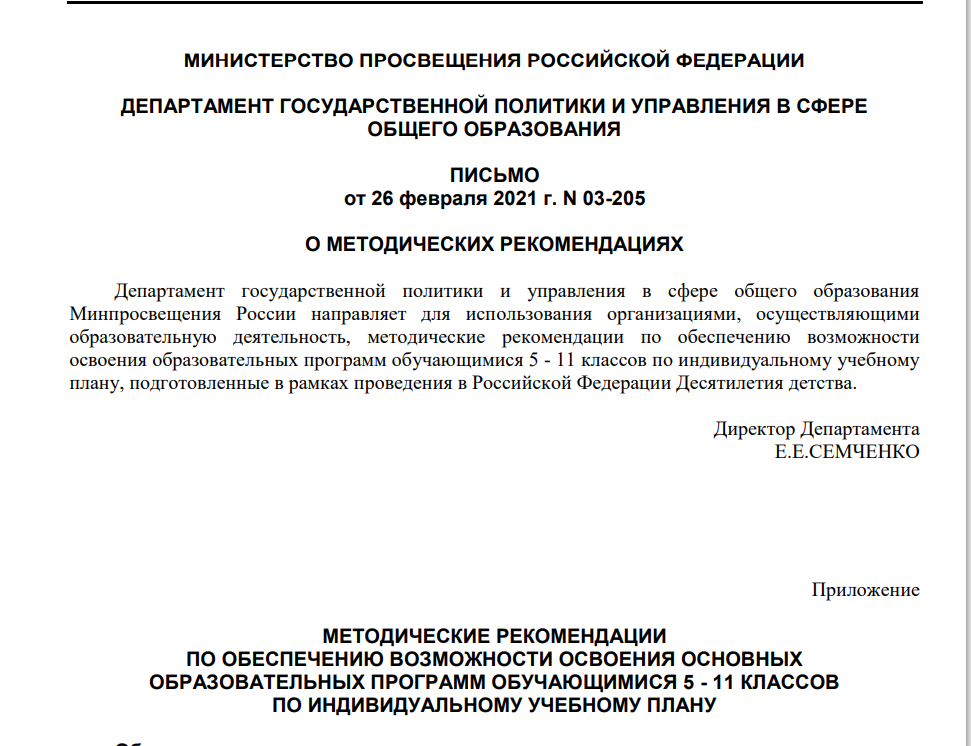 МИНИСТЕРСТВО ПРОСВЕЩЕНИЯ РОССИЙСКОЙ ФЕДЕРАЦИИ
ДЕПАРТАМЕНТ ГОСУДАРСТВЕННОЙ ПОЛИТИКИ И УПРАВЛЕНИЯ В СФЕРЕ
ОБЩЕГО ОБРАЗОВАНИЯ
ПИСЬМО
от 26 февраля 2021 г. N 03-205
О МЕТОДИЧЕСКИХ РЕКОМЕНДАЦИЯХ
Департамент государственной политики и управления в сфере общего образования
Минпросвещения России направляет для использования организациями, осуществляющими
образовательную деятельность, методические рекомендации по обеспечению возможности
освоения образовательных программ обучающимися 5 - 11 классов по индивидуальному учебному
плану, подготовленные в рамках проведения в Российской Федерации Десятилетия детства.
Директор Департамента
Е.Е.СЕМЧЕНКО
Приложение
МЕТОДИЧЕСКИЕ РЕКОМЕНДАЦИИ
ПО ОБЕСПЕЧЕНИЮ ВОЗМОЖНОСТИ ОСВОЕНИЯ ОСНОВНЫХ
ОБРАЗОВАТЕЛЬНЫХ ПРОГРАММ ОБУЧАЮЩИМИСЯ 5 - 11 КЛАССОВ
ПО ИНДИВИДУАЛЬНОМУ УЧЕБНОМУ ПЛАНУ